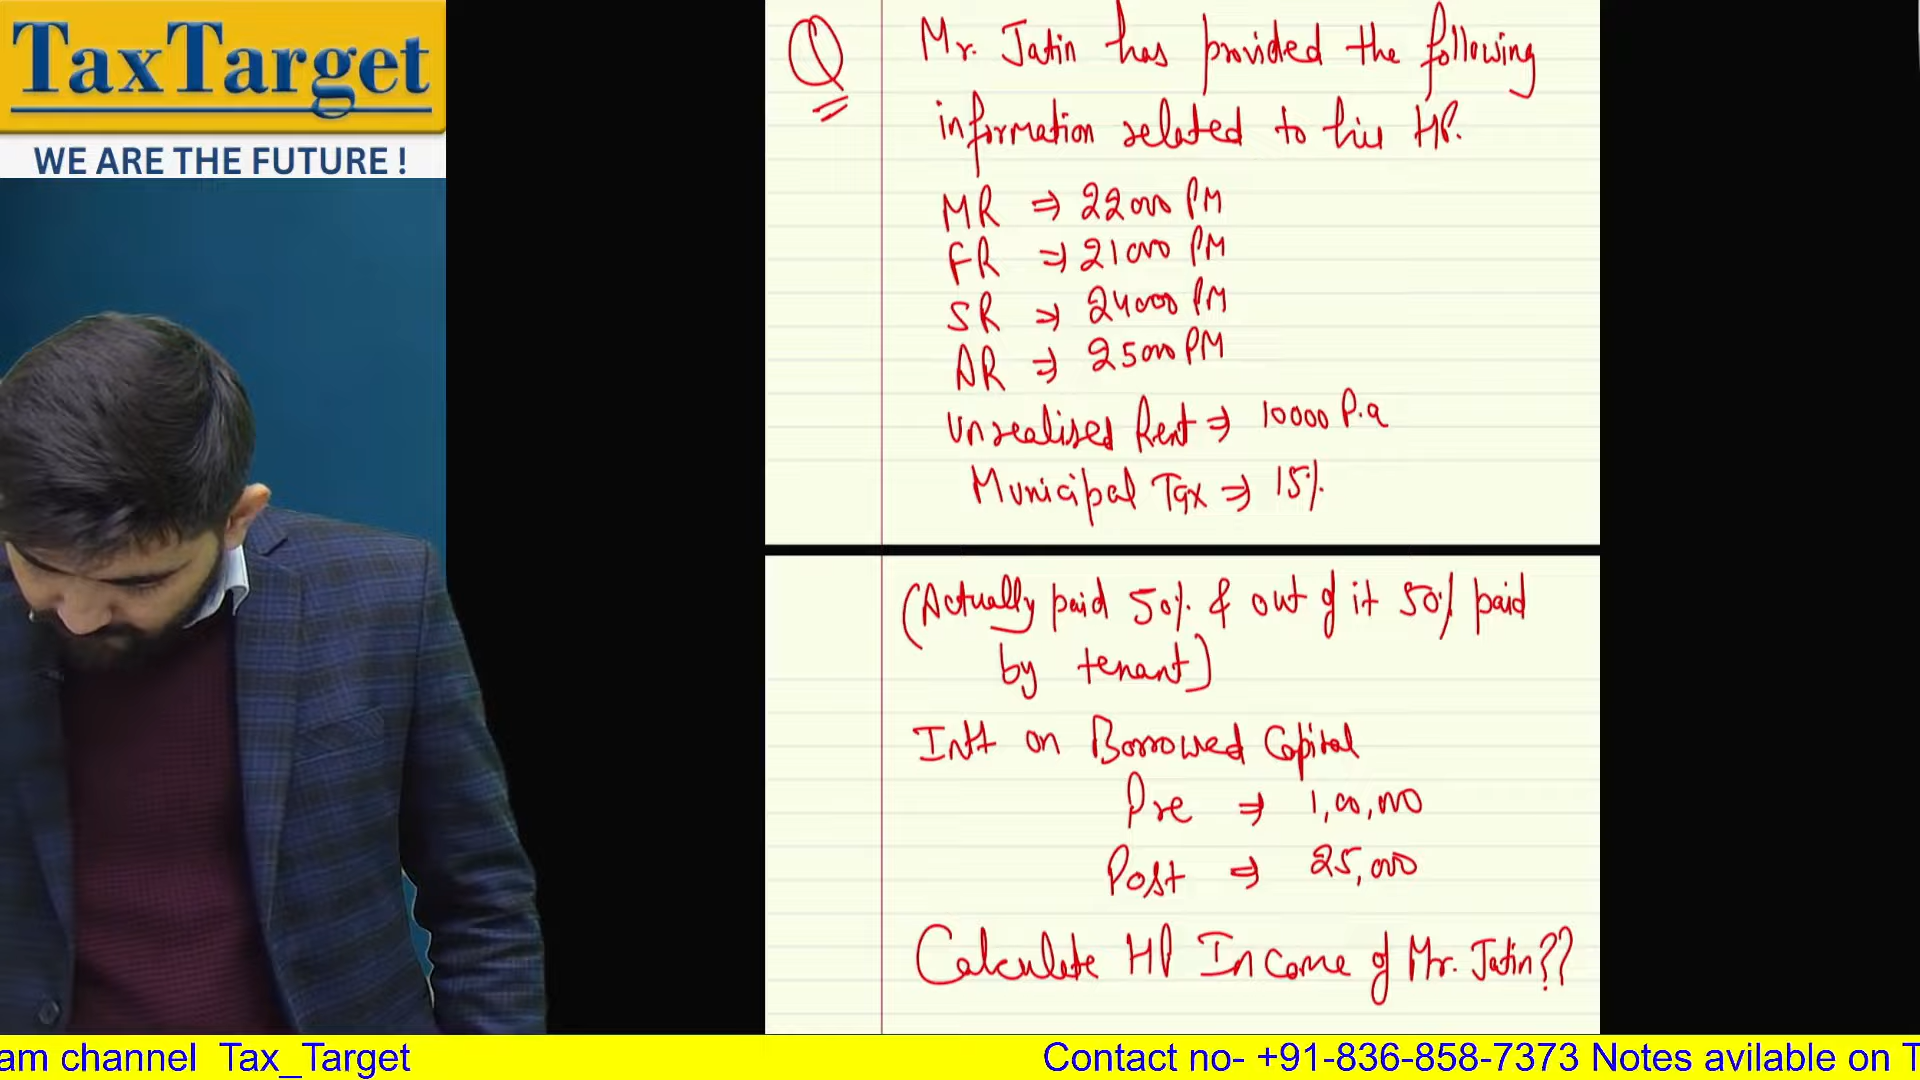 TaxTarget
WE ARE THE FUTURE !
Q Mr. Jatin has provided the following
information related to his HP.
MR ⇒ 22000 PM
FR ⇒ 21000 PM
SR ⇒ 24000 PM
AR ⇒ 25000 PM
Unrealised Rent ⇒ 10000 P.a
Municipal Tax ⇒ 15%
(Actually paid 50% & out of it 50% paid
by tenant)
Intt on Borrowed Capital
Pre ⇒ 1,00,000
Post ⇒ 25,000
Calculate HP Income of Mr. Jatin??
am channel Tax_Target
Contact no- +91-836-858-7373 Notes avilable on T